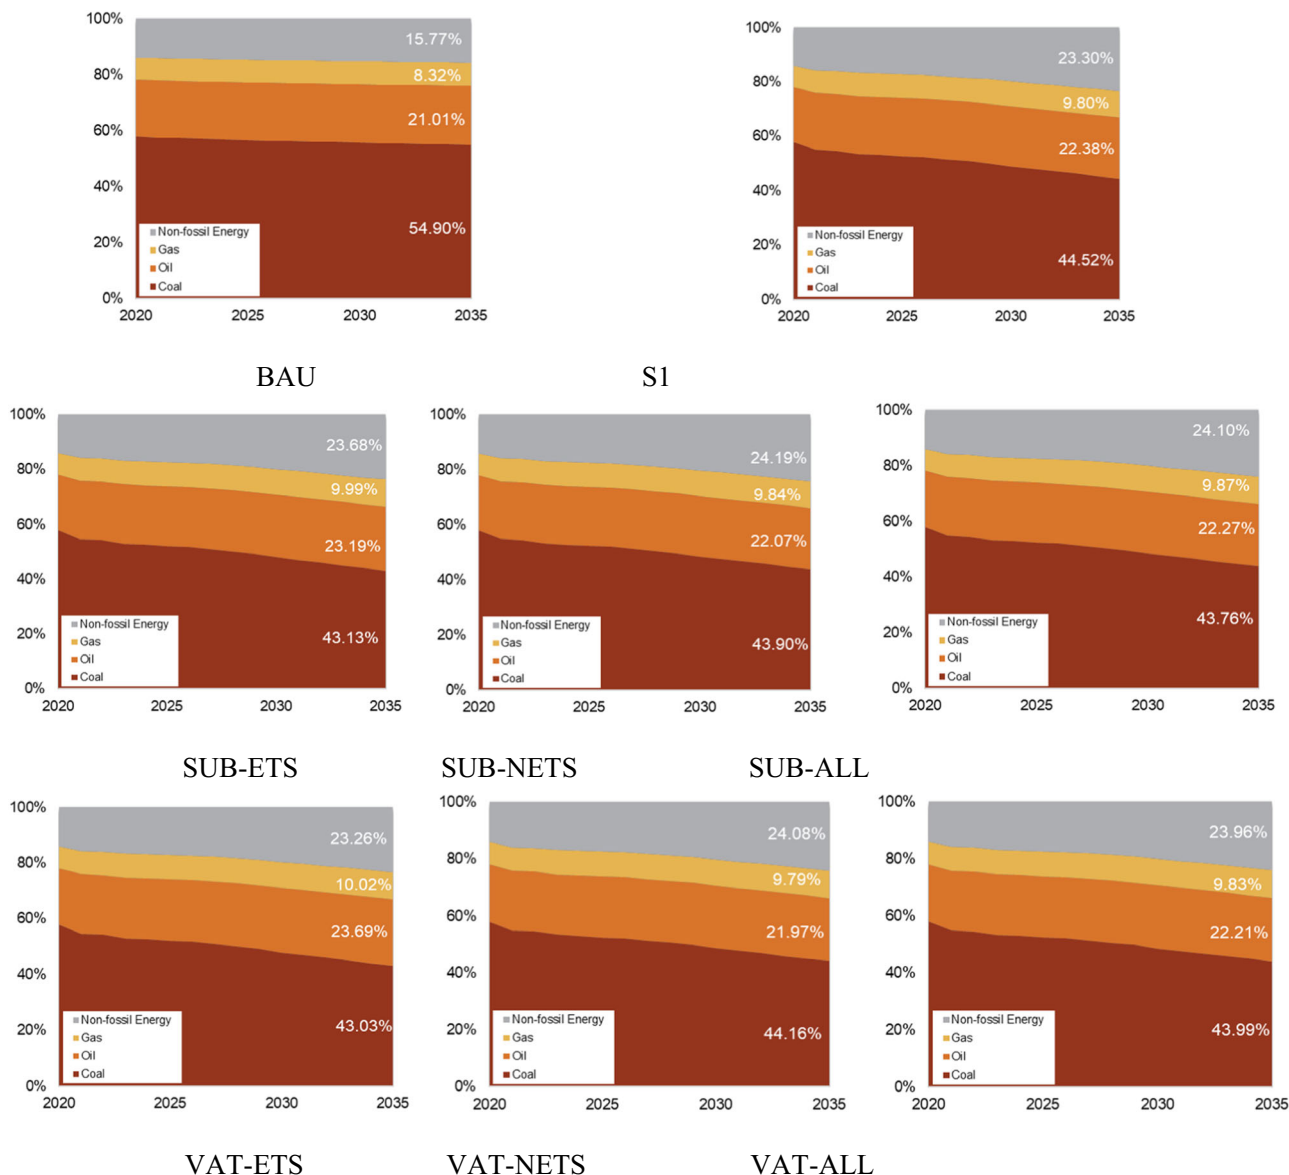 100%
80%
60%
40%
20%
0%
15.77%
8.32%
21.01%
54.90%
Non-fossil Energy
Gas
Oil
Coal
2020 2025 2030 2035
100%
80%
60%
40%
20%
0%
23.30%
9.80%
22.38%
44.52%
Non-fossil Energy
Gas
Oil
Coal
2020 2025 2030 2035
BAU S1
100%
80%
60%
40%
20%
0%
23.68%
9.99%
23.19%
43.13%
Non-fossil Energy
Gas
Oil
Coal
2020 2025 2030 2035
100%
80%
60%
40%
20%
0%
24.19%
9.84%
22.07%
43.90%
Non-fossil Energy
Gas
Oil
Coal
2020 2025 2030 2035
100%
80%
60%
40%
20%
0%
24.10%
9.87%
22.27%
43.76%
Non-fossil Energy
Gas
Oil
Coal
2020 2025 2030 2035
SUB-ETS SUB-NETS SUB-ALL
100%
80%
60%
40%
20%
0%
23.26%
10.02%
23.69%
43.03%
Non-fossil Energy
Gas
Oil
Coal
2020 2025 2030 2035
100%
80%
60%
40%
20%
0%
24.08%
9.79%
21.97%
44.16%
Non-fossil Energy
Gas
Oil
Coal
2020 2025 2030 2035
100%
80%
60%
40%
20%
0%
23.96%
9.83%
22.21%
43.99%
Non-fossil Energy
Gas
Oil
Coal
2020 2025 2030 2035
VAT-ETS VAT-NETS VAT-ALL